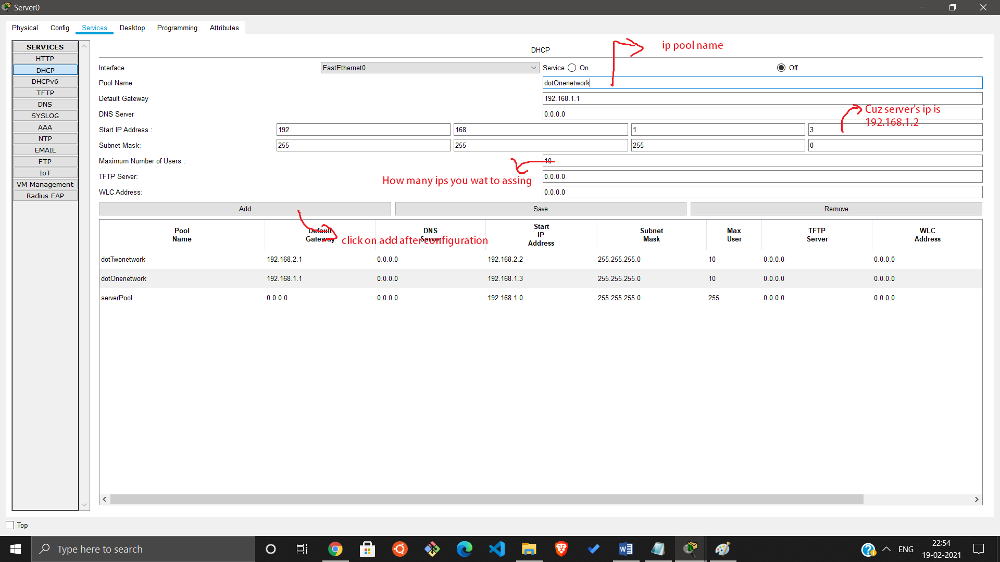 Server0
Physical Config Services Desktop Programming Attributes
SERVICES
HTTP
DHCP
DHCPv6
TFTP
DNS
SYSLOG
AAA
NTP
EMAIL
FTP
IoT
VM Management
Radius EAP
DHCP
ip pool name
Interface FastEthernet0 Service On Off
Pool Name dotOnenetwork
Default Gateway 192.168.1.1
DNS Server 0.0.0.0
Cuz server's ip is
192.168.1.2
Start IP Address : 192 168 1 3
Subnet Mask: 255 255 255 0
Maximum Number of Users : 10
How many ips you wat to assing
TFTP Server: 0.0.0.0
WLC Address: 0.0.0.0
Add Save Remove
click on add after configuration
Pool Name Default Gateway DNS Server Start IP Address Subnet Mask Max User TFTP Server WLC Address
dotTwonetwork 192.168.2.1 0.0.0.0 192.168.2.2 255.255.255.0 10 0.0.0.0 0.0.0.0
dotOnenetwork 192.168.1.1 0.0.0.0 192.168.1.3 255.255.255.0 10 0.0.0.0 0.0.0.0
serverPool 0.0.0.0 0.0.0.0 192.168.1.0 255.255.255.0 255 0.0.0.0 0.0.0.0
Top
Type here to search
ENG
22:54
19-02-2021